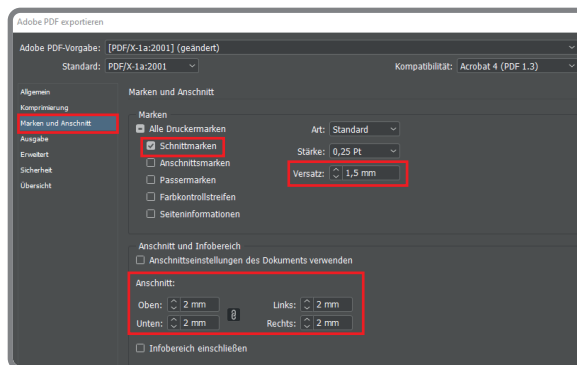 Adobe PDF exportieren
Adobe PDF-Vorgabe: [PDF/X-1a:2001] (geändert)
Standard: PDF/X-1a:2001 Kompatibilität: Acrobat 4 (PDF 1.3)
Allgemein
Komprimierung
Marken und Anschnitt
Ausgabe
Erweitert
Sicherheit
Übersicht
Marken und Anschnitt
Marken
Alle Druckermarken Art: Standard
Schnittmarken Stärke: 0,25 Pt
Anschnittsmarken Versatz: 1,5 mm
Passermarken
Farbkontrollstreifen
Seiteninformationen
Anschnitt und Infobereich
Anschnittseinstellungen des Dokuments verwenden
Anschnitt:
Oben: 2 mm Links: 2 mm
Unten: 2 mm Rechts: 2 mm
Infobereich einschließen